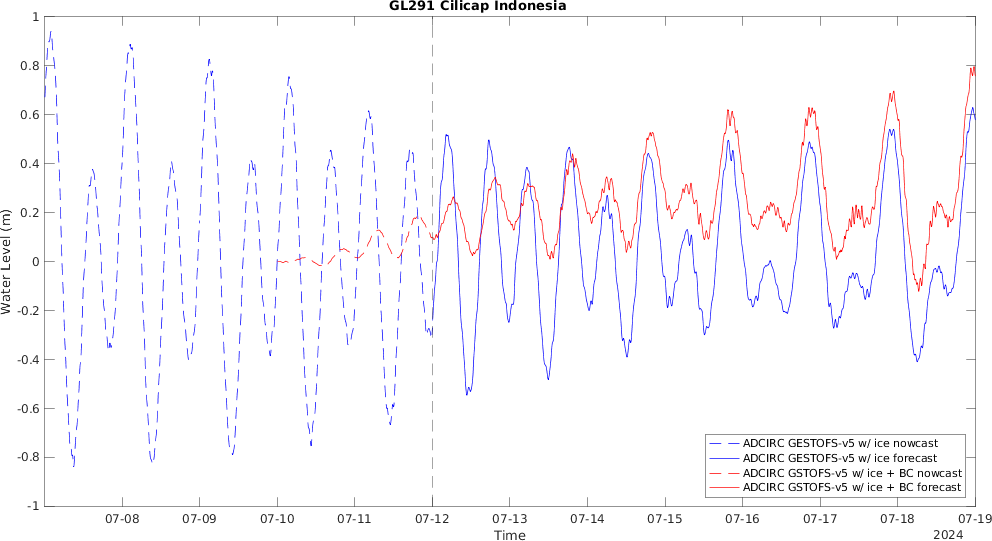 GL291 Cilicap Indonesia
1
0.8
0.6
0.4
0.2
0
-0.2
-0.4
-0.6
-0.8
-1
Water Level (m)
ADCIRC GESTOFS-v5 w/ ice nowcast
ADCIRC GESTOFS-v5 w/ ice forecast
ADCIRC GSTOFS-v5 w/ ice + BC nowcast
ADCIRC GSTOFS-v5 w/ ice + BC forecast
07-08 07-09 07-10 07-11 07-12 07-13 07-14 07-15 07-16 07-17 07-18 07-19
Time
2024